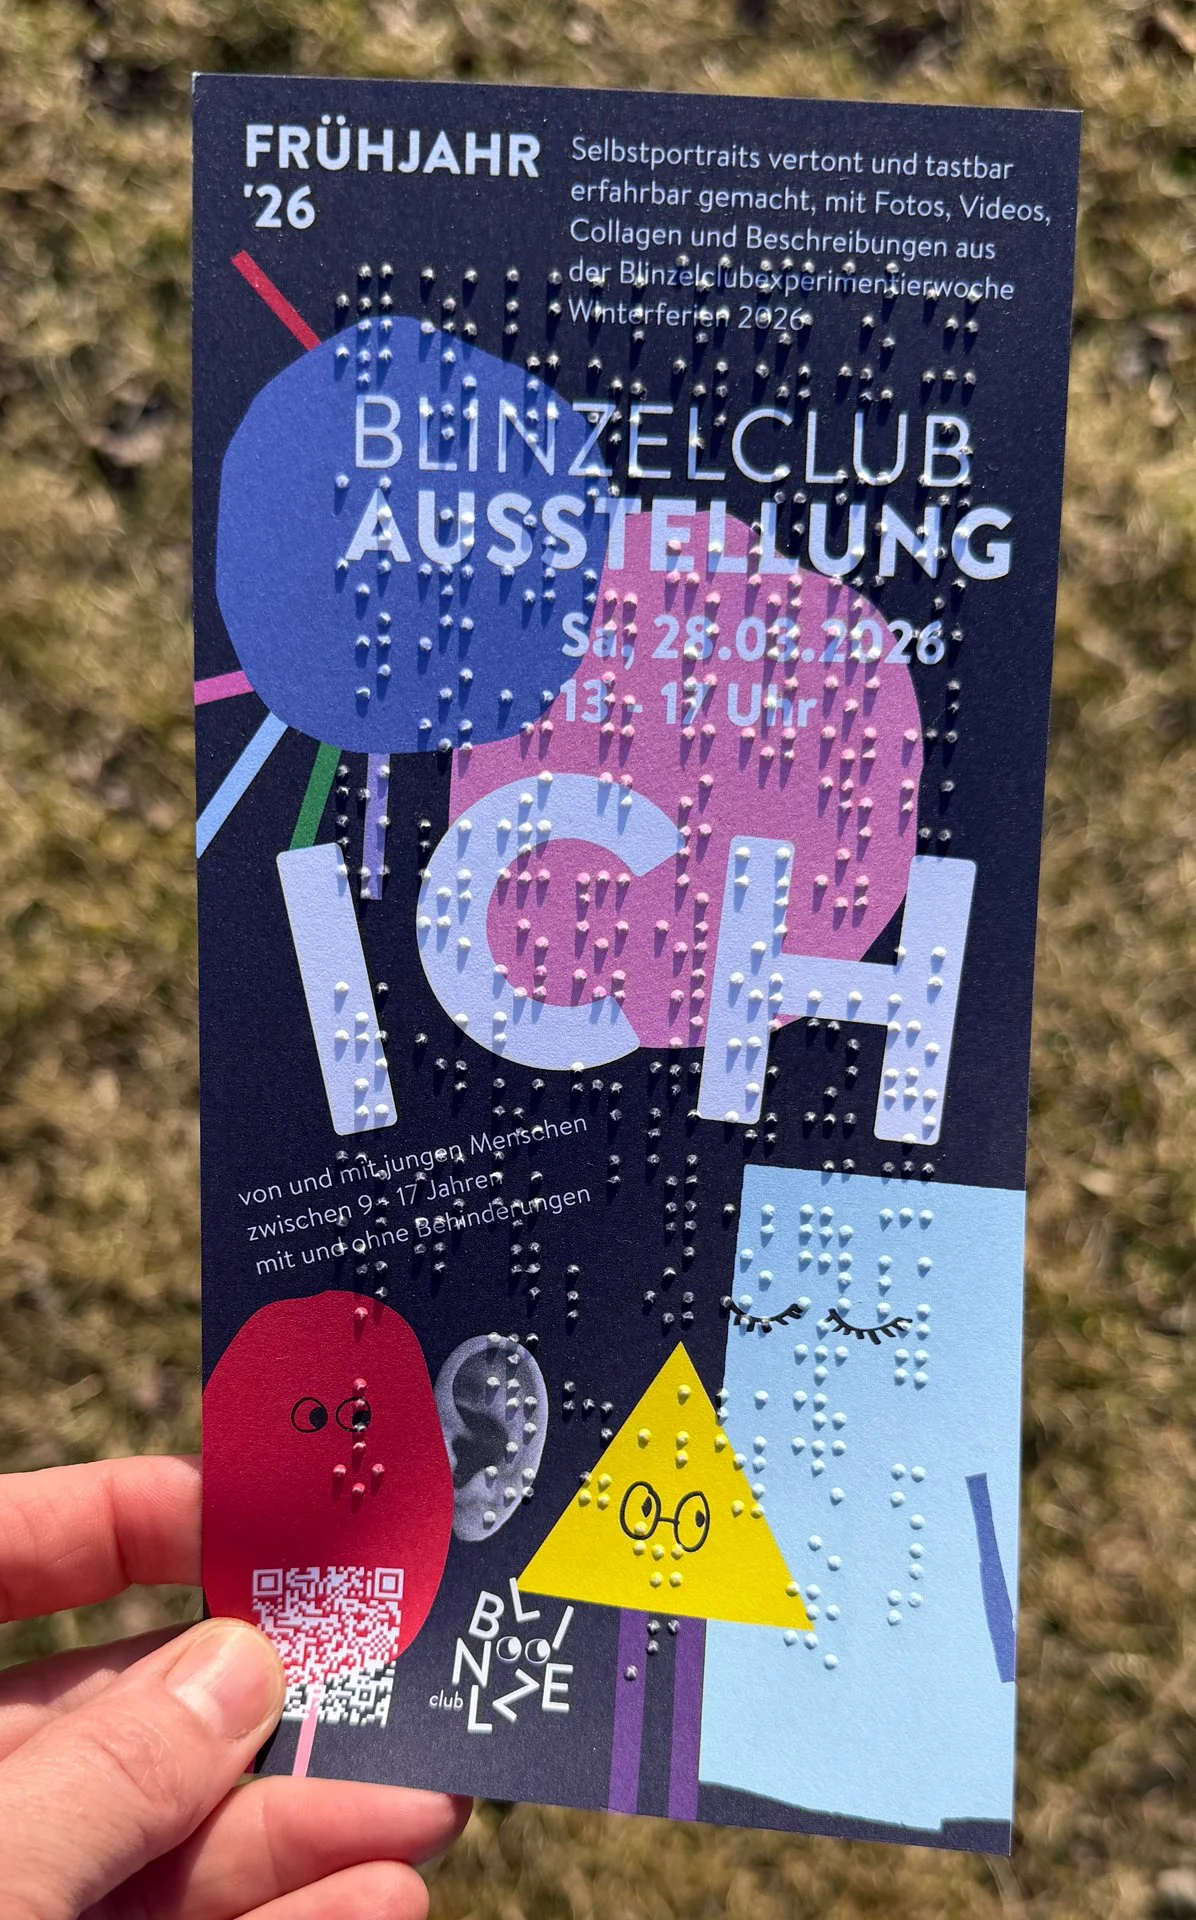 FRÜHJAHR
'26
Selbstportraits vertont und tastbar
erfahrbar gemacht, mit Fotos, Videos,
Collagen und Beschreibungen aus
der Blinzelclubexperimentierwoche
Winterferien 2026
BLINZELCLUB
AUSSTELLUNG
Sa, 28.03.2026
13 - 17 Uhr
ICH
von und mit jungen Menschen
zwischen 9 - 17 Jahren
mit und ohne Behinderungen
BLINZEL
club